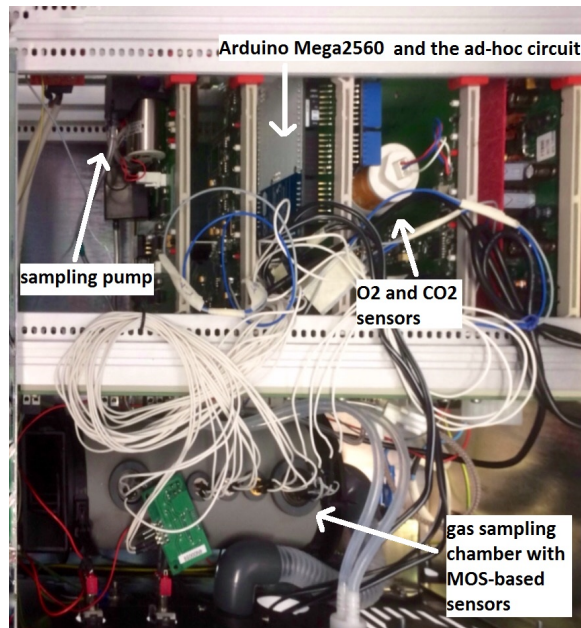 Arduino Mega2560 and the ad-hoc circuit
sampling pump
O2 and CO2
sensors
gas sampling
chamber with
MOS-based
sensors